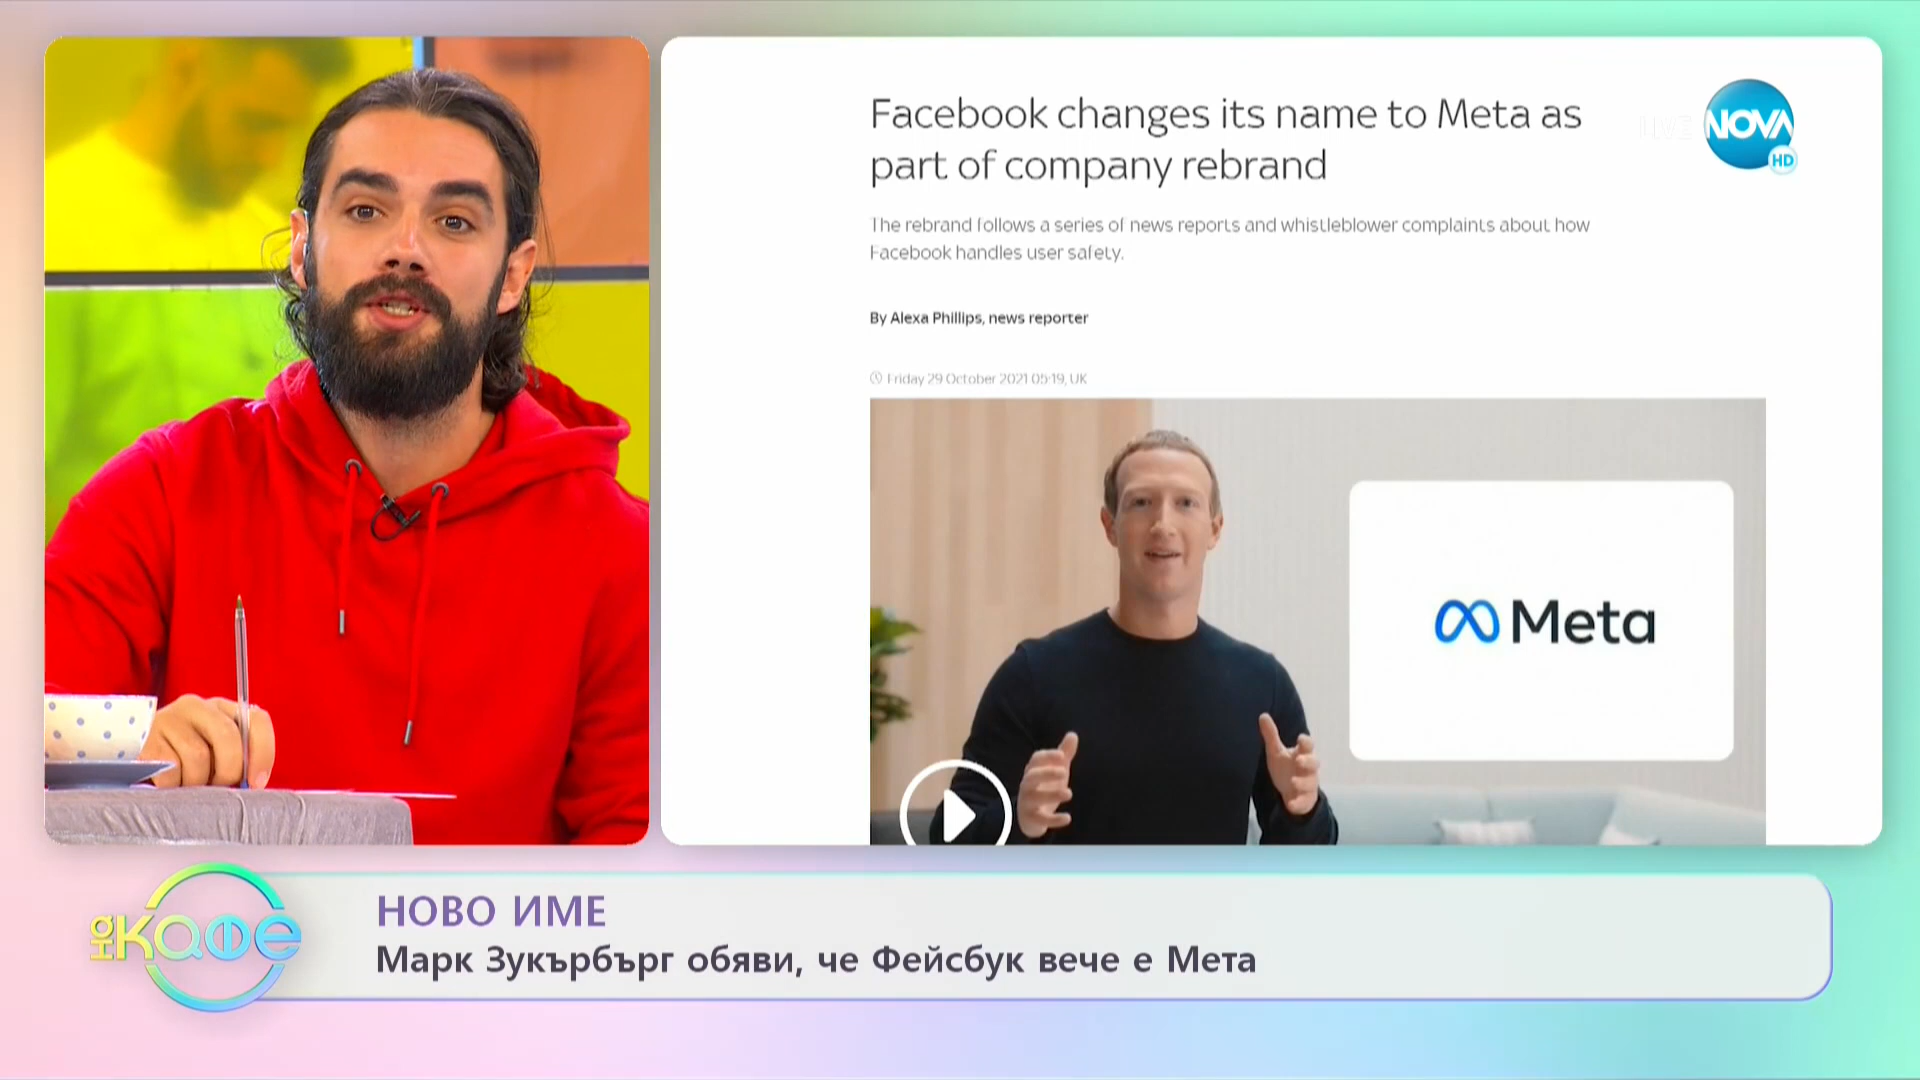 Facebook changes its name to Meta as
part of company rebrand
LIVE
NOVA
HD
The rebrand follows a series of news reports and whistleblower complaints about how
Facebook handles user safety.
By Alexa Phillips, news reporter
Friday 29 October 2021 05:19, UK
Meta
на КАФЕ
НОВО ИМЕ
Марк Зукърбърг обяви, че Фейсбук вече е Мета